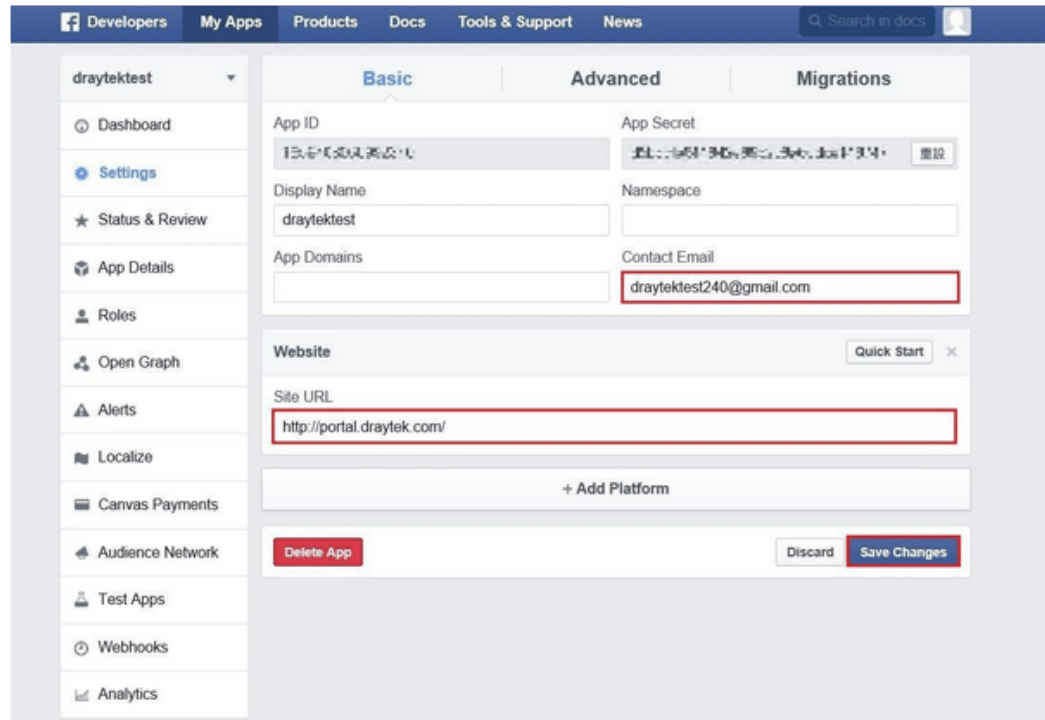 Developers My Apps Products Docs Tools & Support News Search in docs
draytektest
Dashboard
Settings
Status & Review
App Details
Roles
Open Graph
Alerts
Localize
Canvas Payments
Audience Network
Test Apps
Webhooks
Analytics
Basic Advanced Migrations
App ID App Secret
重設
Display Name Namespace
draytektest
App Domains Contact Email
draytektest240@gmail.com
Website Quick Start
Site URL
http://portal.draytek.com/
+ Add Platform
Delete App Discard Save Changes